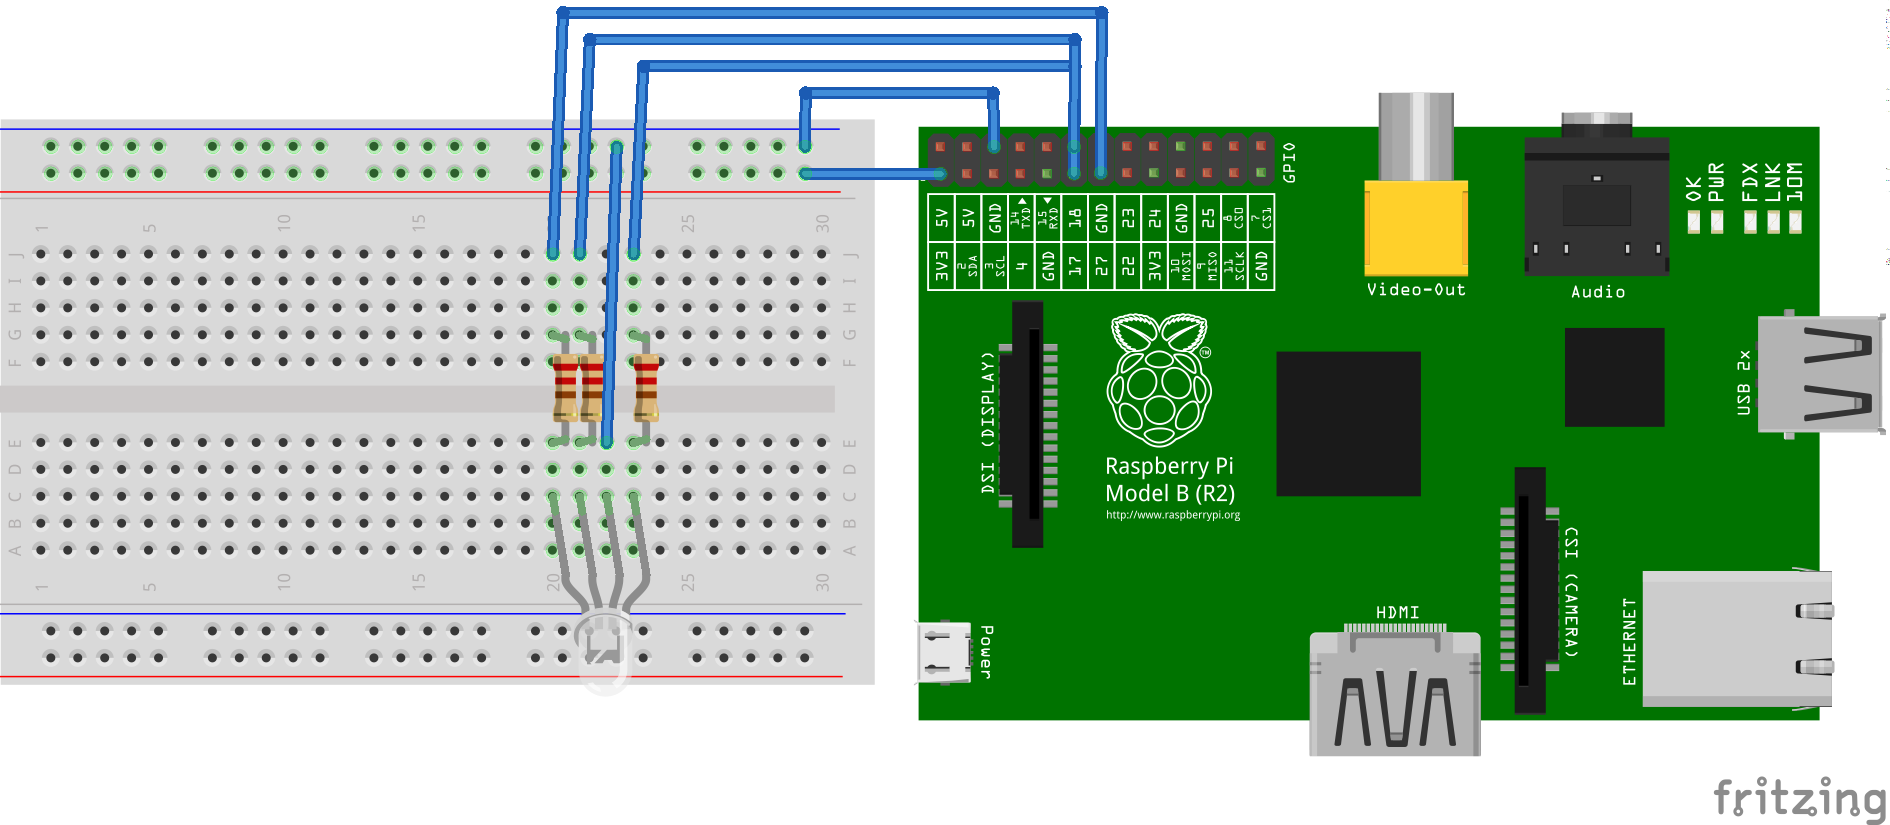 GPIO
5V 5V GND 14 TXD 15 RXD 18 GND 23 24 GND 25 8 CS0 7 CS1
3V3 2 SDA 3 SCL 4 GND 17 27 22 3V3 10 MOSI 9 MISO 11 SCLK GND
OK PWR FDX LNK 10M
Video-Out
Audio
USB 2x
DSI (DISPLAY)
TM
Raspberry Pi
Model B (R2)
http://www.raspberrypi.org
CSI (CAMERA)
ETHERNET
HDMI
Power
1 5 10 15 25 30
J J
I I
H H
G G
F F
E E
D D
C C
B B
A A
1 5 10 15 20 25 30
fritzing